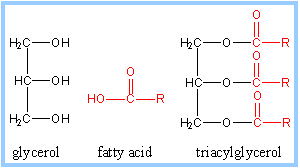 H₂C—OH
HC—OH
H₂C—OH
glycerol
O
HO—C—R
fatty acid
O
H₂C—O—C—R
O
HC—O—C—R
O
H₂C—O—C—R
triacylglycerol